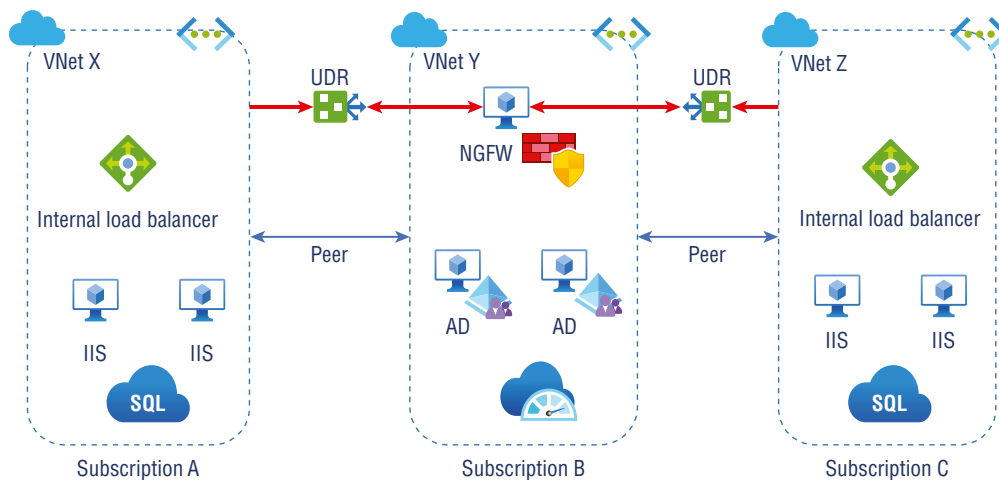 VNet X
VNet Y
VNet Z
UDR
UDR
NGFW
Internal load balancer
Internal load balancer
Peer
Peer
AD
AD
IIS
IIS
IIS
IIS
SQL
SQL
Subscription A
Subscription B
Subscription C